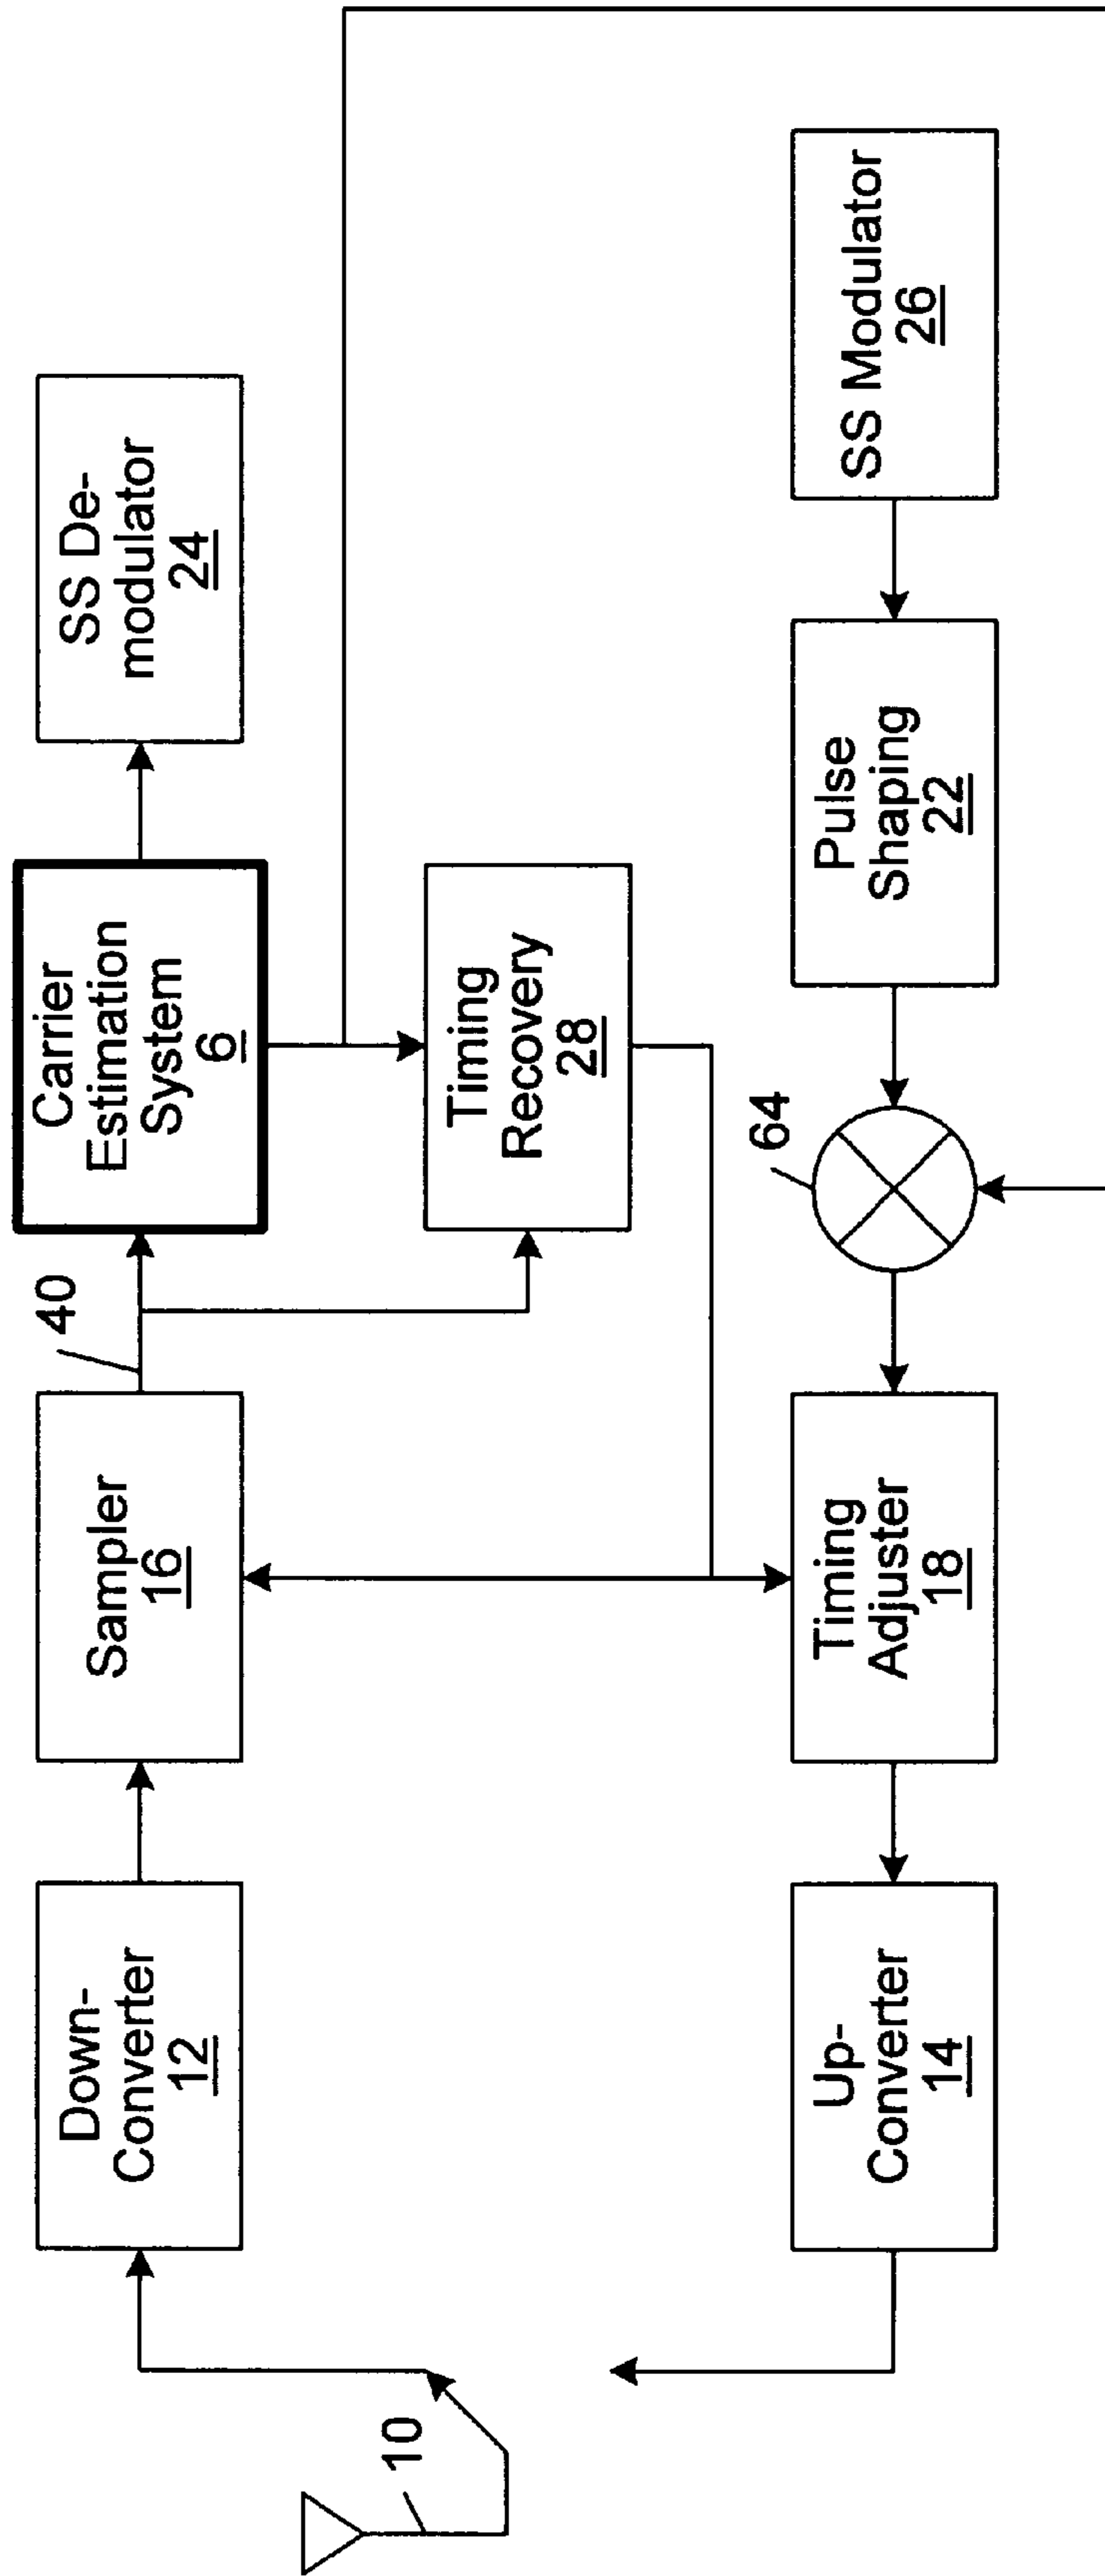 10
Down-
Converter
12
Sampler
16
40
Carrier
Estimation
System
6
SS De-
modulator
24
Timing
Recovery
28
Up-
Converter
14
Timing
Adjuster
18
64
Pulse
Shaping
22
SS Modulator
26